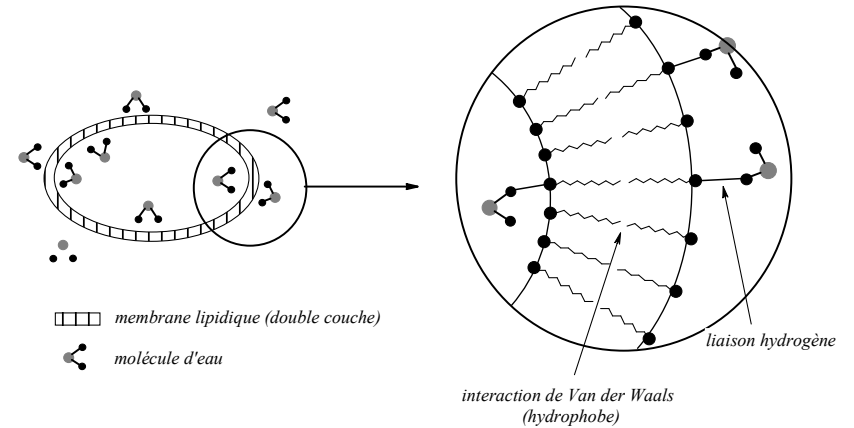 membrane lipidique (double couche)
molécule d'eau
liaison hydrogène
interaction de Van der Waals
(hydrophobe)